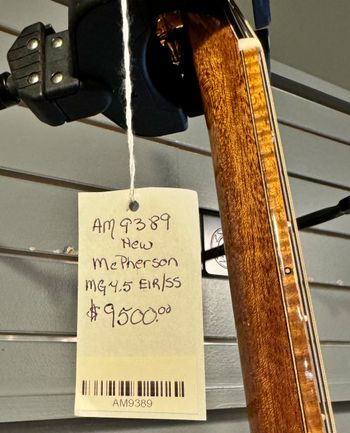 AM9389
New
McPherson
MG4.5 EIR/SS
$9500.00
AM9389